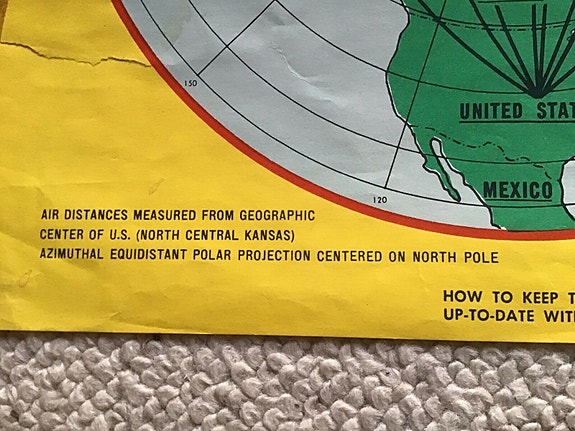 150
UNITED STAT
120
MEXICO
AIR DISTANCES MEASURED FROM GEOGRAPHIC
CENTER OF U.S. (NORTH CENTRAL KANSAS)
AZIMUTHAL EQUIDISTANT POLAR PROJECTION CENTERED ON NORTH POLE
HOW TO KEEP T
UP-TO-DATE WITH